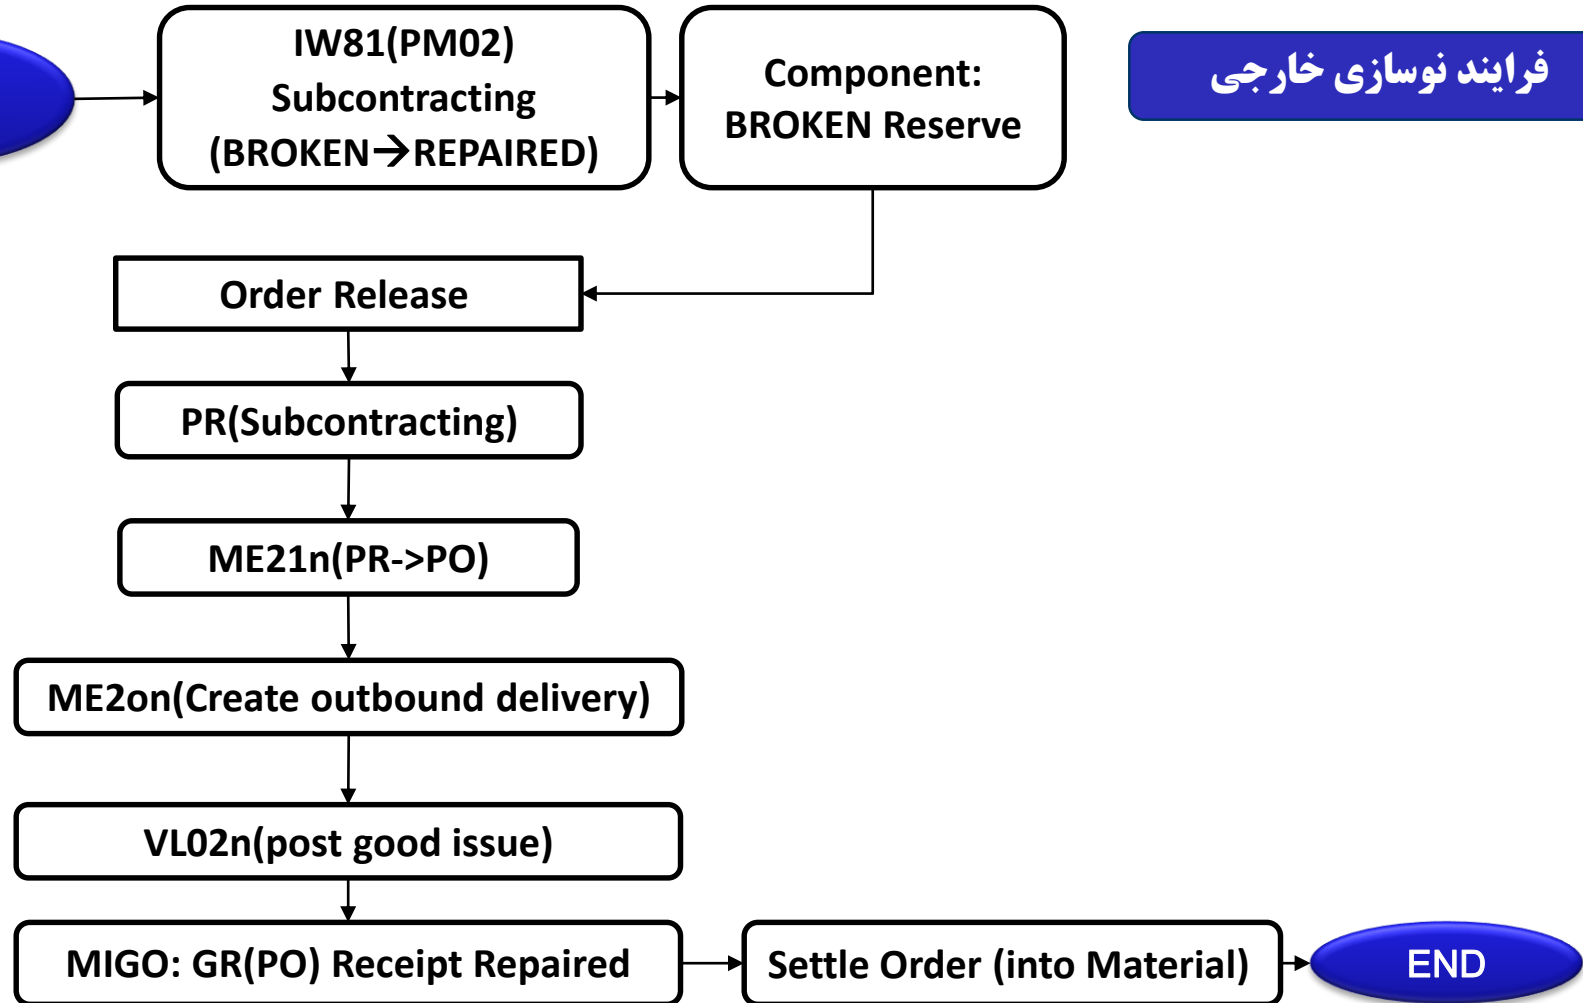 فرایند نوسازی خارجی
IW81(PM02)
Subcontracting
(BROKEN→REPAIRED)
Component:
BROKEN Reserve
Order Release
PR(Subcontracting)
ME21n(PR->PO)
ME2on(Create outbound delivery)
VL02n(post good issue)
MIGO: GR(PO) Receipt Repaired
Settle Order (into Material)
END